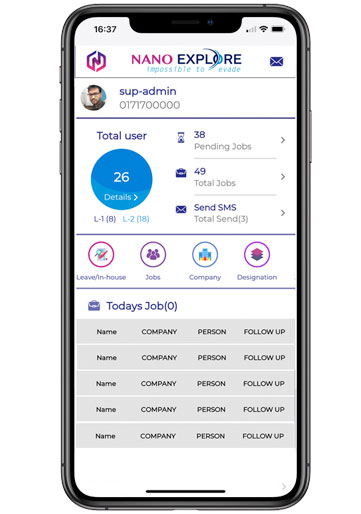 16:37
NANO EXPLORE
impossible to evade
sup-admin
0171700000
Total user
26
Details
L-1 (8) L-2 (18)
38
Pending Jobs
49
Total Jobs
Send SMS
Total Send(3)
Leave/In-house Jobs Company Designation
Todays Job(0)
Name COMPANY PERSON FOLLOW UP
Name COMPANY PERSON FOLLOW UP
Name COMPANY PERSON FOLLOW UP
Name COMPANY PERSON FOLLOW UP
Name COMPANY PERSON FOLLOW UP